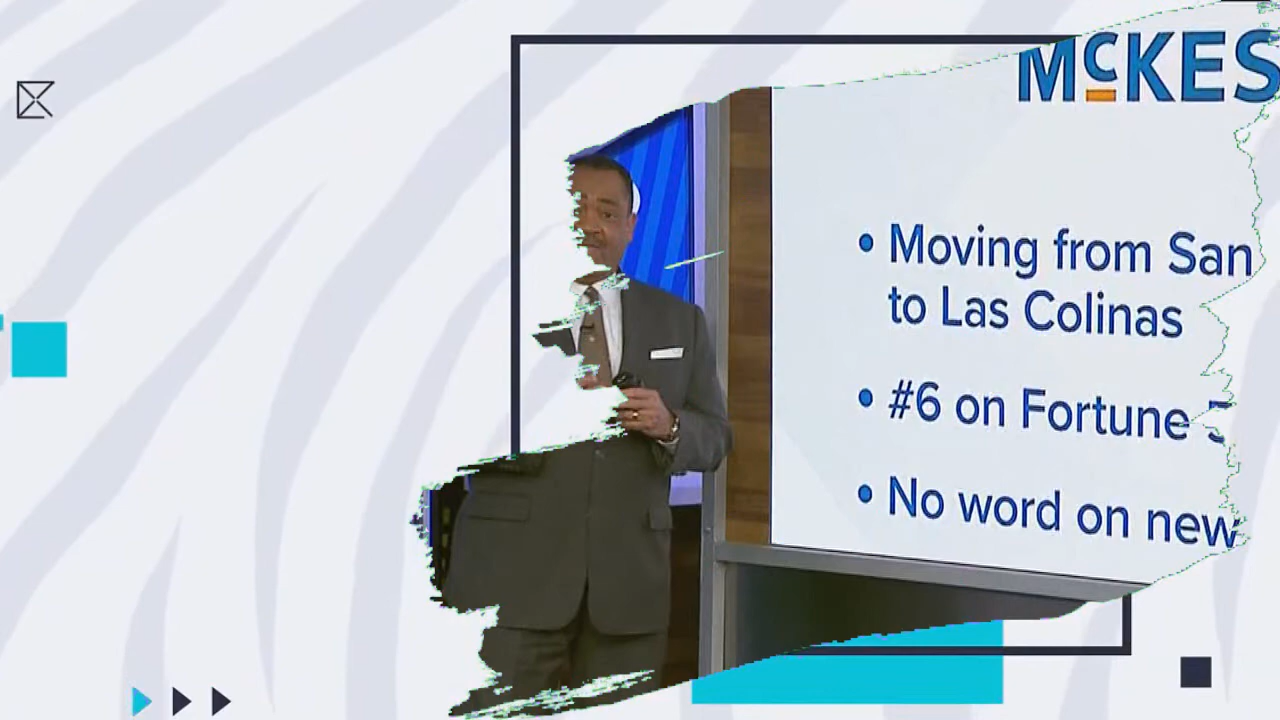 McKES
• Moving from San
to Las Colinas
• #6 on Fortune
• No word on new